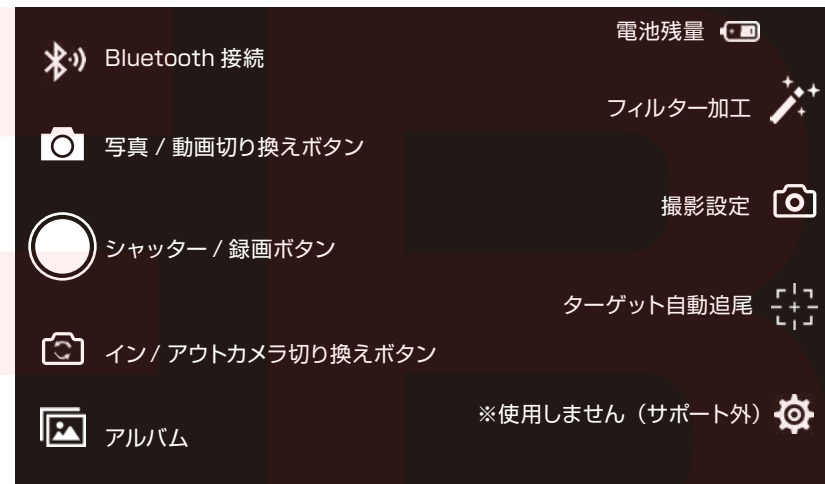 Bluetooth 接続
写真 / 動画切り換えボタン
シャッター / 録画ボタン
イン / アウトカメラ切り換えボタン
アルバム
電池残量
フィルター加工
撮影設定
ターゲット自動追尾
※使用しません（サポート外）